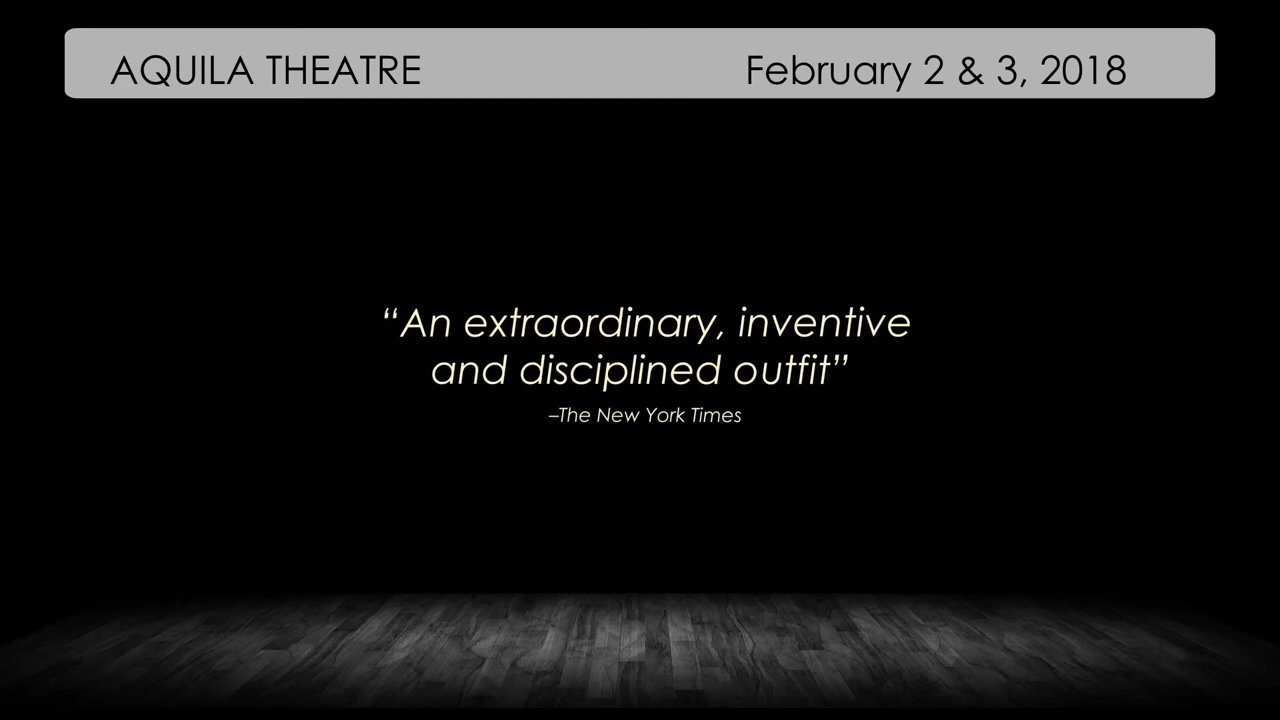 AQUILA THEATRE February 2 & 3, 2018
“An extraordinary, inventive
and disciplined outfit”
–The New York Times